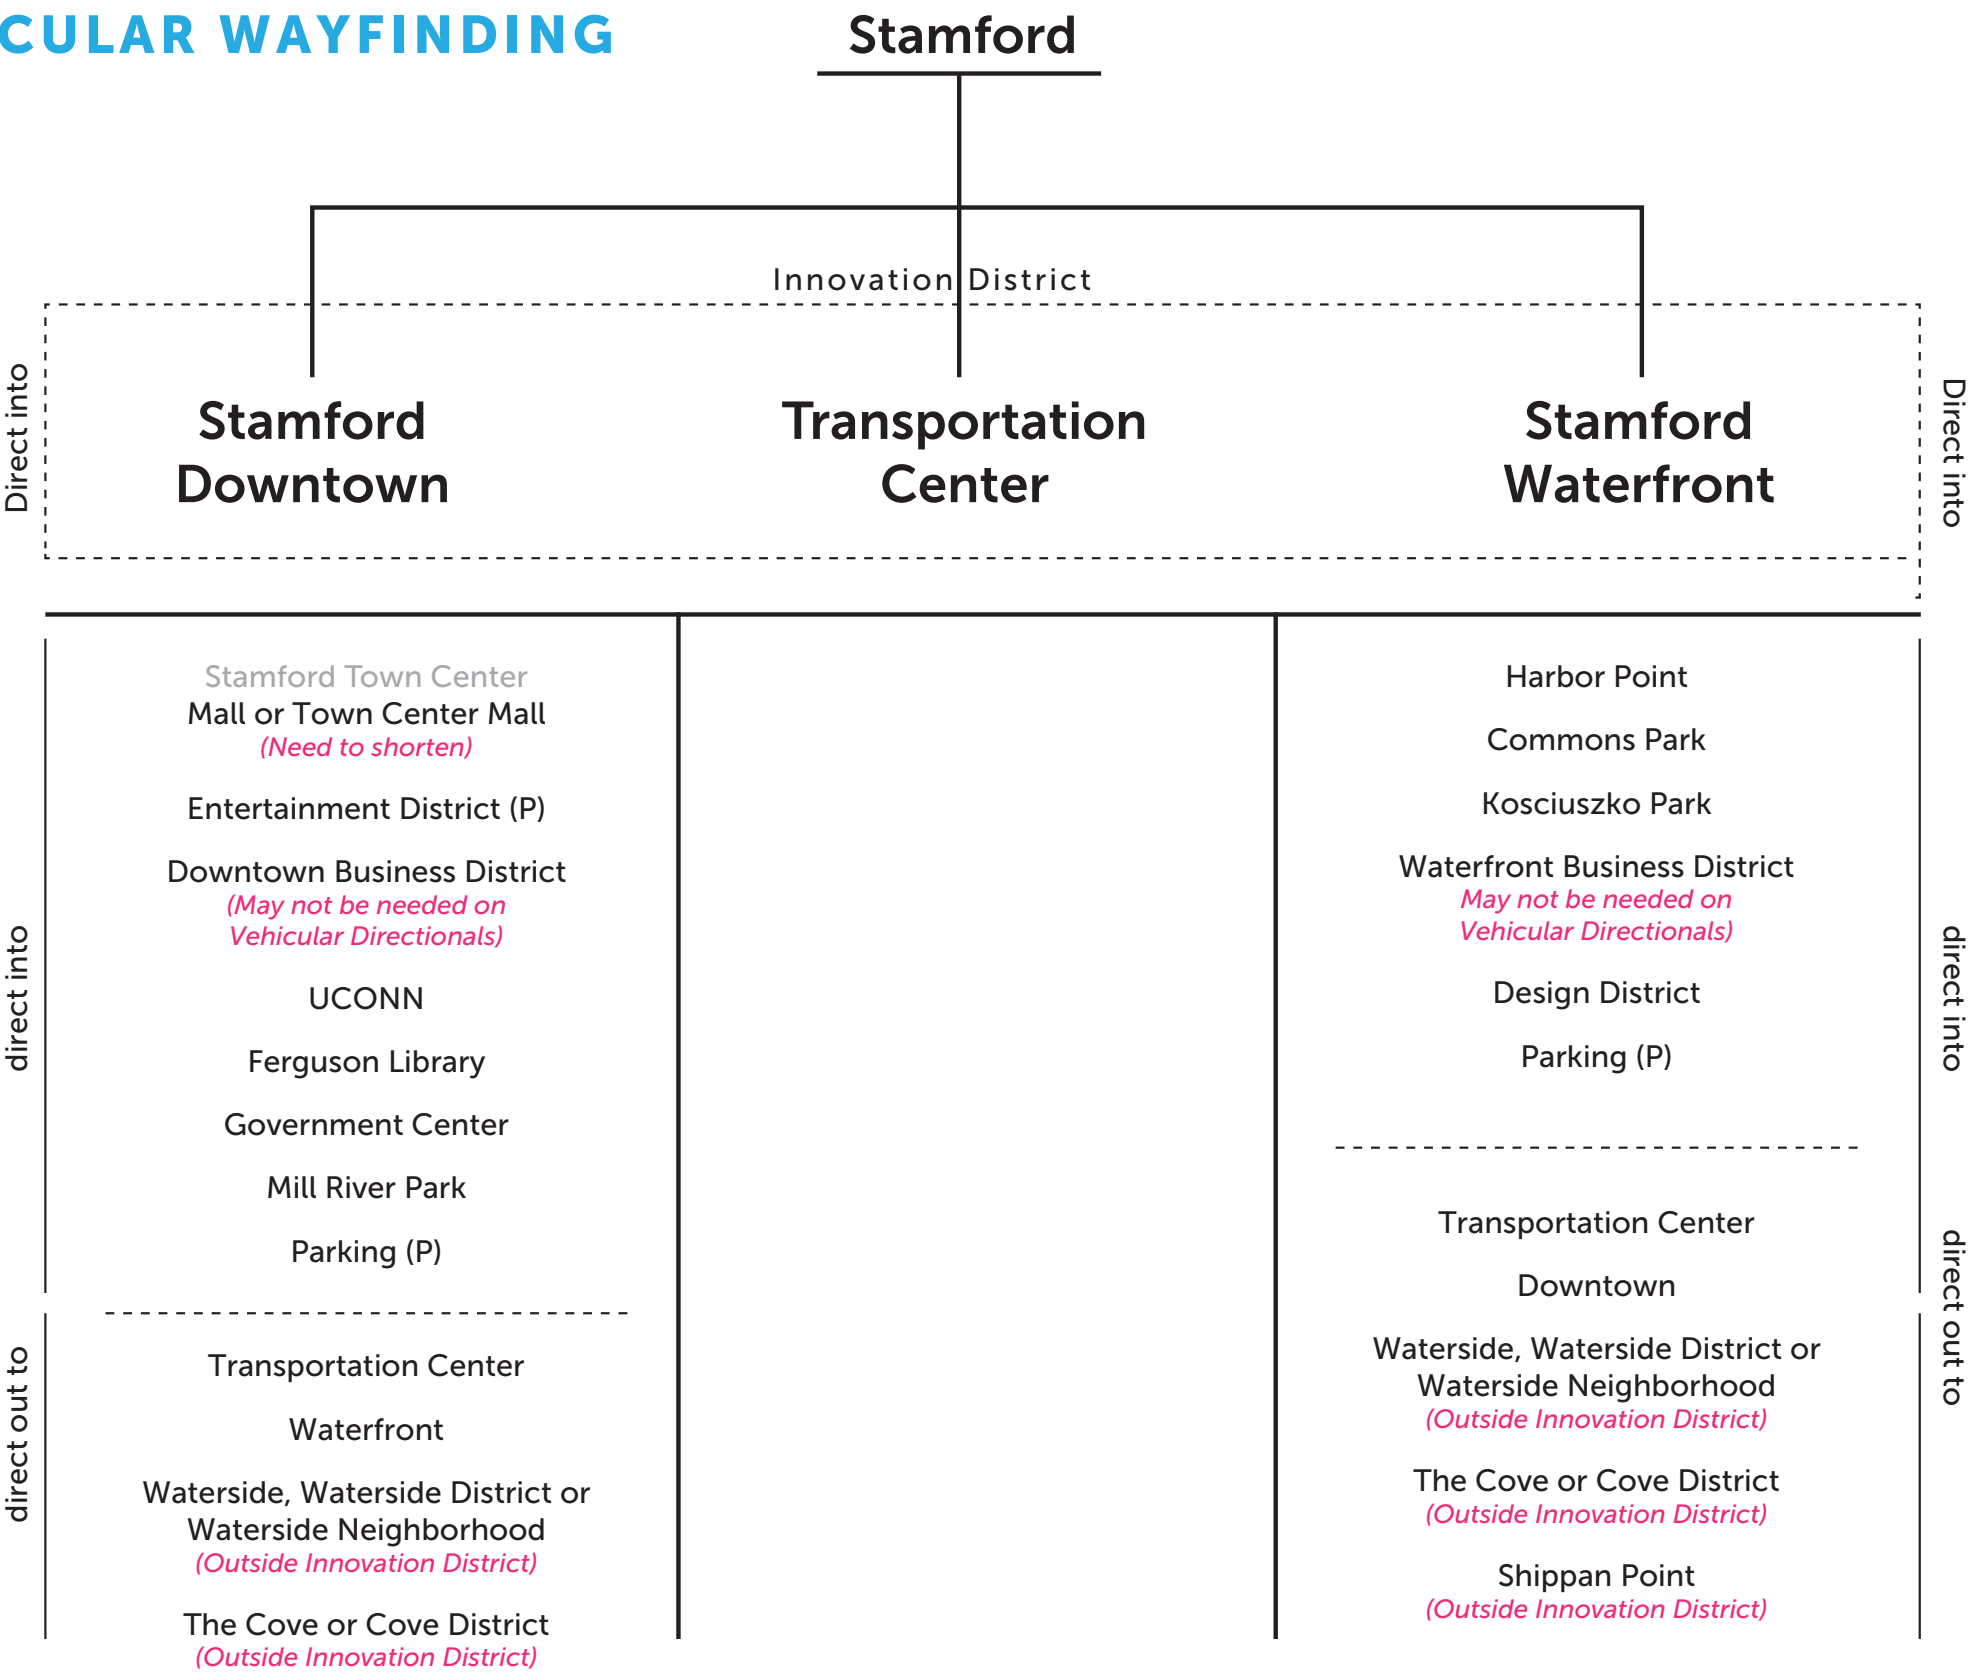 CULAR WAYFINDING
Stamford
Innovation District
Direct into
Stamford
Downtown
Transportation
Center
Stamford
Waterfront
Direct into
direct into
Stamford Town Center
Mall or Town Center Mall
(Need to shorten)
Entertainment District (P)
Downtown Business District
(May not be needed on
Vehicular Directionals)
UCONN
Ferguson Library
Government Center
Mill River Park
Parking (P)
direct out to
Transportation Center
Waterfront
Waterside, Waterside District or
Waterside Neighborhood
(Outside Innovation District)
The Cove or Cove District
(Outside Innovation District)
Harbor Point
Commons Park
Kosciuszko Park
Waterfront Business District
May not be needed on
Vehicular Directionals)
Design District
Parking (P)
direct into
Transportation Center
Downtown
Waterside, Waterside District or
Waterside Neighborhood
(Outside Innovation District)
The Cove or Cove District
(Outside Innovation District)
Shippan Point
(Outside Innovation District)
direct out to